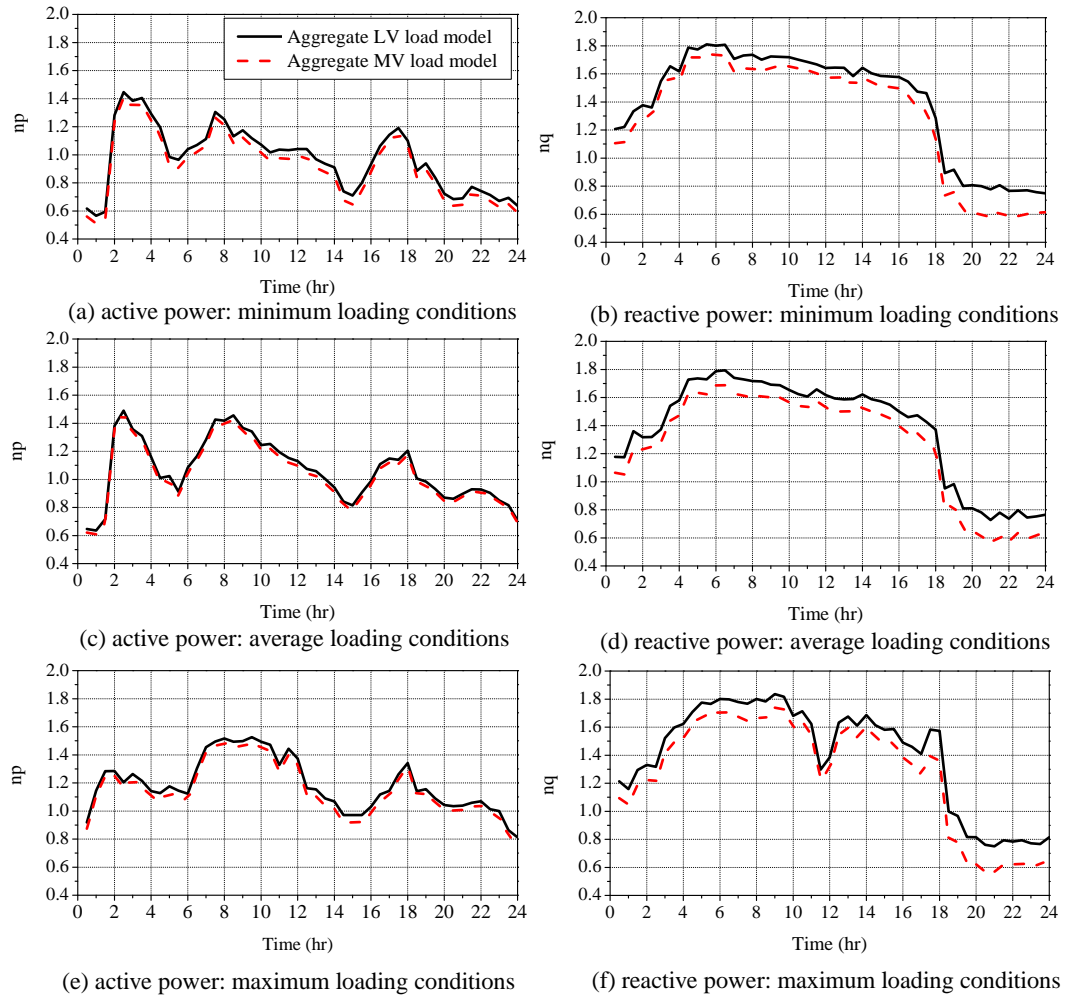 2.0
1.8
1.6
1.4
1.2
1.0
0.8
0.6
0.4
np
Aggregate LV load model
Aggregate MV load model
0 2 4 6 8 10 12 14 16 18 20 22 24
Time (hr)
(a) active power: minimum loading conditions
2.0
1.8
1.6
1.4
1.2
1.0
0.8
0.6
0.4
nq
0 2 4 6 8 10 12 14 16 18 20 22 24
Time (hr)
(b) reactive power: minimum loading conditions
2.0
1.8
1.6
1.4
1.2
1.0
0.8
0.6
0.4
np
0 2 4 6 8 10 12 14 16 18 20 22 24
Time (hr)
(c) active power: average loading conditions
2.0
1.8
1.6
1.4
1.2
1.0
0.8
0.6
0.4
nq
0 2 4 6 8 10 12 14 16 18 20 22 24
Time (hr)
(d) reactive power: average loading conditions
2.0
1.8
1.6
1.4
1.2
1.0
0.8
0.6
0.4
np
0 2 4 6 8 10 12 14 16 18 20 22 24
Time (hr)
(e) active power: maximum loading conditions
2.0
1.8
1.6
1.4
1.2
1.0
0.8
0.6
0.4
nq
0 2 4 6 8 10 12 14 16 18 20 22 24
Time (hr)
(f) reactive power: maximum loading conditions